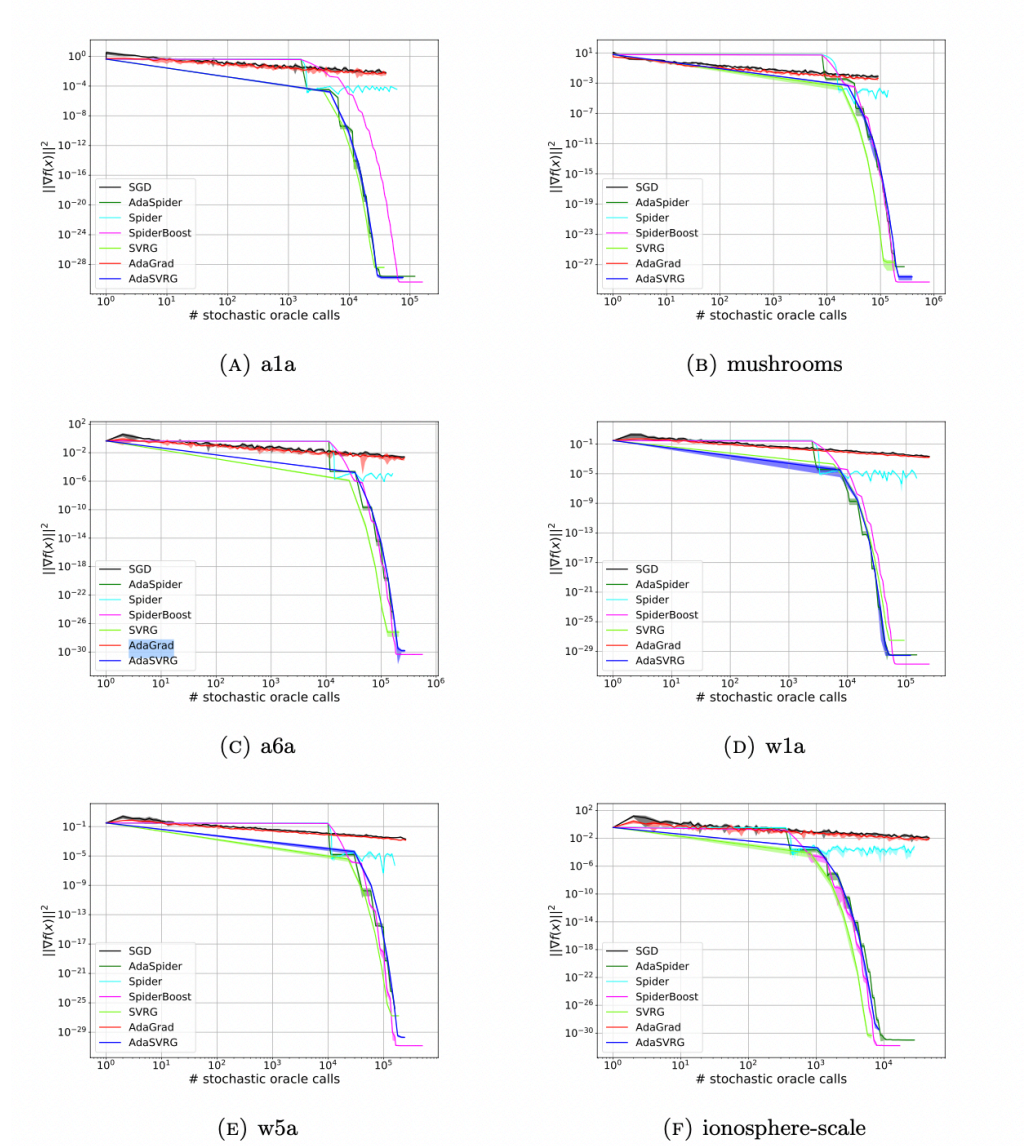 10^0
10^-4
10^-8
10^-12
10^-16
10^-20
10^-24
10^-28
||∇f(x)||^2
SGD
AdaSpider
Spider
SpiderBoost
SVRG
AdaGrad
AdaSVRG
10^0 10^1 10^2 10^3 10^4 10^5
# stochastic oracle calls
(A) a1a
10^1
10^-3
10^-7
10^-11
10^-15
10^-19
10^-23
10^-27
||∇f(x)||^2
SGD
AdaSpider
Spider
SpiderBoost
SVRG
AdaGrad
AdaSVRG
10^0 10^1 10^2 10^3 10^4 10^5 10^6
# stochastic oracle calls
(B) mushrooms
10^2
10^-2
10^-6
10^-10
10^-14
10^-18
10^-22
10^-26
10^-30
||∇f(x)||^2
SGD
AdaSpider
Spider
SpiderBoost
SVRG
AdaGrad
AdaSVRG
10^0 10^1 10^2 10^3 10^4 10^5 10^6
# stochastic oracle calls
(C) a6a
10^-1
10^-5
10^-9
10^-13
10^-17
10^-21
10^-25
10^-29
||∇f(x)||^2
SGD
AdaSpider
Spider
SpiderBoost
SVRG
AdaGrad
AdaSVRG
10^0 10^1 10^2 10^3 10^4 10^5
# stochastic oracle calls
(D) w1a
10^-1
10^-5
10^-9
10^-13
10^-17
10^-21
10^-25
10^-29
||∇f(x)||^2
SGD
AdaSpider
Spider
SpiderBoost
SVRG
AdaGrad
AdaSVRG
10^0 10^1 10^2 10^3 10^4 10^5
# stochastic oracle calls
(E) w5a
10^2
10^-2
10^-6
10^-10
10^-14
10^-18
10^-22
10^-26
10^-30
||∇f(x)||^2
SGD
AdaSpider
Spider
SpiderBoost
SVRG
AdaGrad
AdaSVRG
10^0 10^1 10^2 10^3 10^4
# stochastic oracle calls
(F) ionosphere-scale